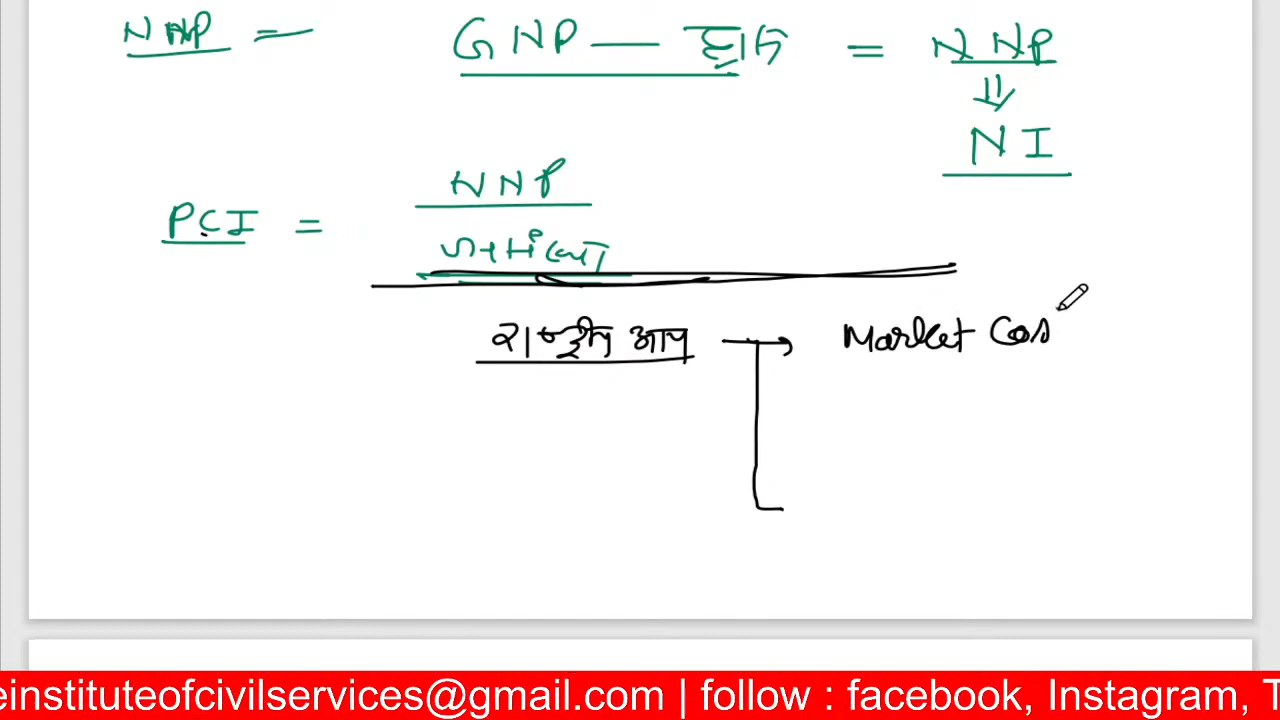 NNP = GNP — ह्रास = NNP
⇓
NI
PCI = NNP
जनसंख्या
राष्ट्रीय आय → Market Cos
einstituteofcivilservices@gmail.com | follow : facebook, Instagram, T